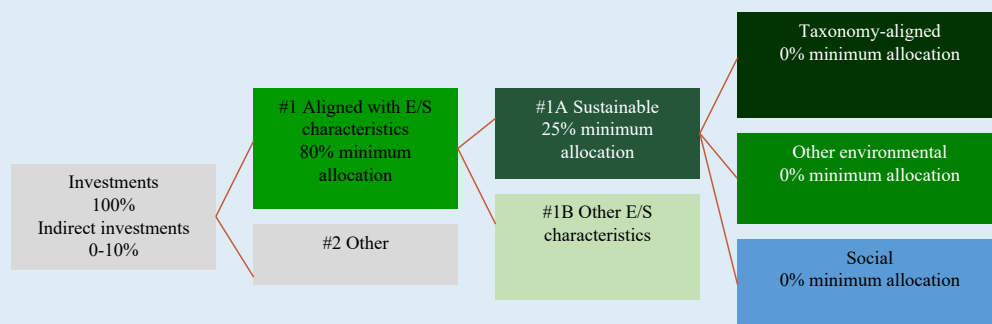 Investments
100%
Indirect investments
0-10%
#1 Aligned with E/S
characteristics
80% minimum
allocation
#2 Other
#1A Sustainable
25% minimum
allocation
#1B Other E/S
characteristics
Taxonomy-aligned
0% minimum allocation
Other environmental
0% minimum allocation
Social
0% minimum allocation